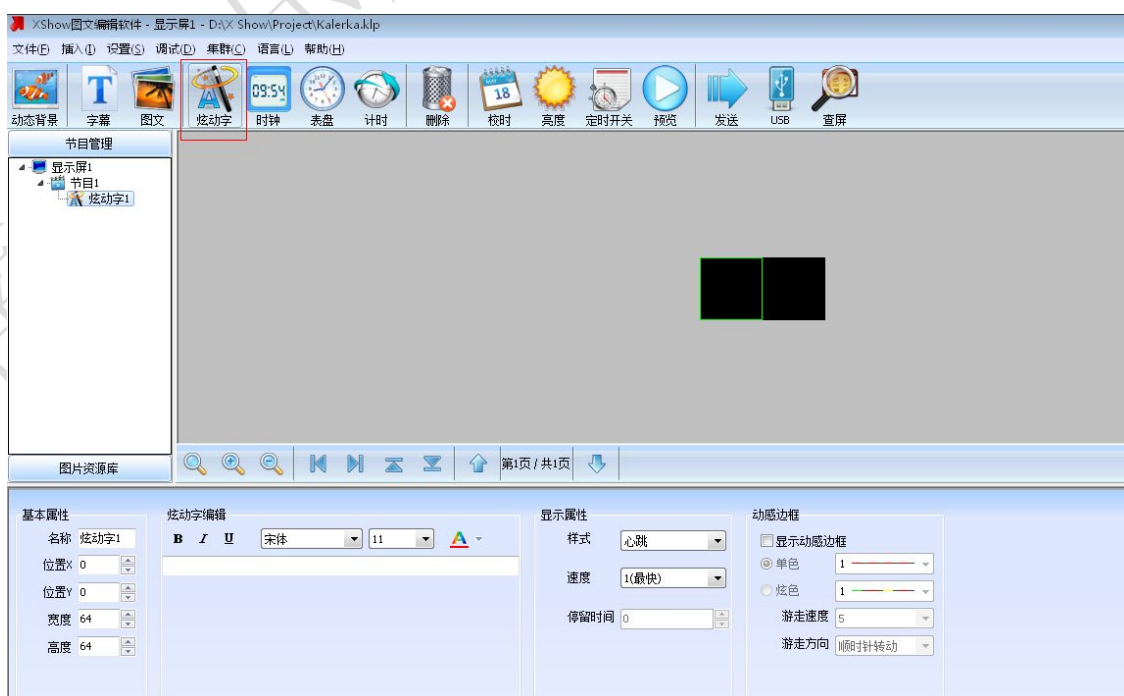 XShow图文编辑软件 - 显示屏1 - D:\X Show\Project\Kalerka.klp
文件(F) 插入(I) 设置(S) 调试(D) 集群(C) 语言(L) 帮助(H)
09:54
18
动态背景 字幕 图文 炫动字 时钟 表盘 计时 删除 校时 亮度 定时开关 预览 发送 USB 查屏
节目管理
显示屏1
节目1
炫动字1
图片资源库
第1页 / 共1页
基本属性 炫动字编辑 显示属性 动感边框
名称 炫动字1 B I U 宋体 11 A 样式 心跳 显示动感边框
位置X 0 单色 1
速度 1(最快)
位置Y 0 炫色 1
宽度 64 停留时间 0 游走速度 5
高度 64 游走方向 顺时针转动